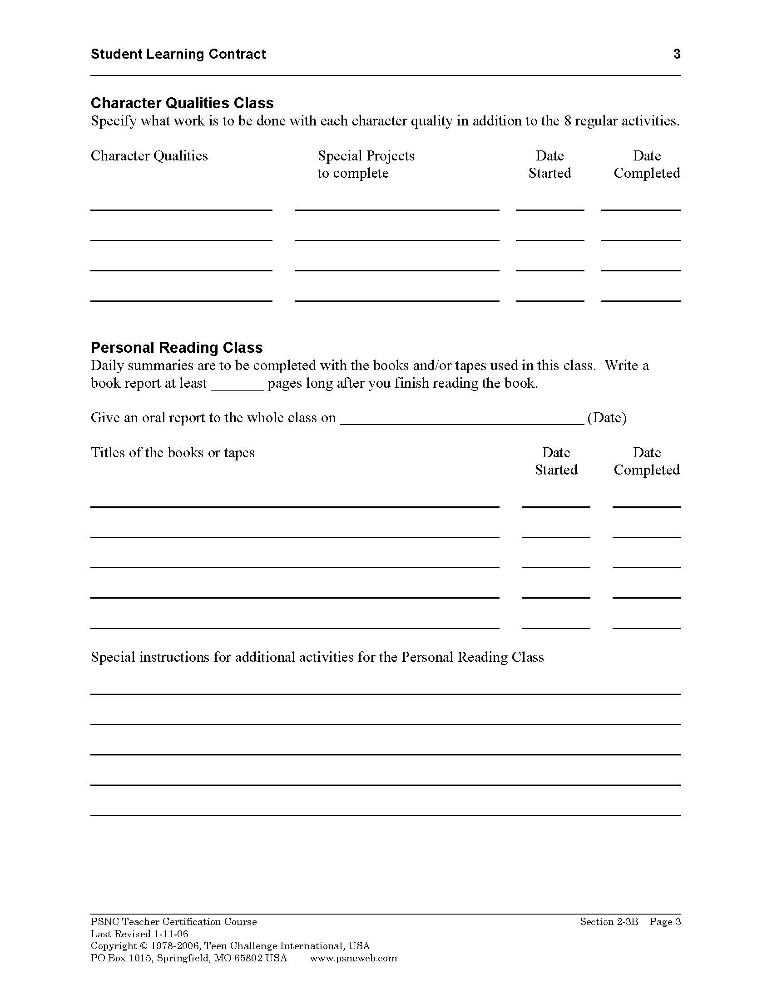 Student Learning Contract 3
Character Qualities Class
Specify what work is to be done with each character quality in addition to the 8 regular activities.
Character Qualities Special Projects Date Date
to complete Started Completed
Personal Reading Class
Daily summaries are to be completed with the books and/or tapes used in this class.  Write a
book report at least _______ pages long after you finish reading the book.
Give an oral report to the whole class on ________________________________ (Date)
Titles of the books or tapes Date Date
Started Completed
Special instructions for additional activities for the Personal Reading Class
PSNC Teacher Certification Course Section 2-3B Page 3
Last Revised 1-11-06
Copyright © 1978-2006, Teen Challenge International, USA
PO Box 1015, Springfield, MO 65802 USA www.psncweb.com